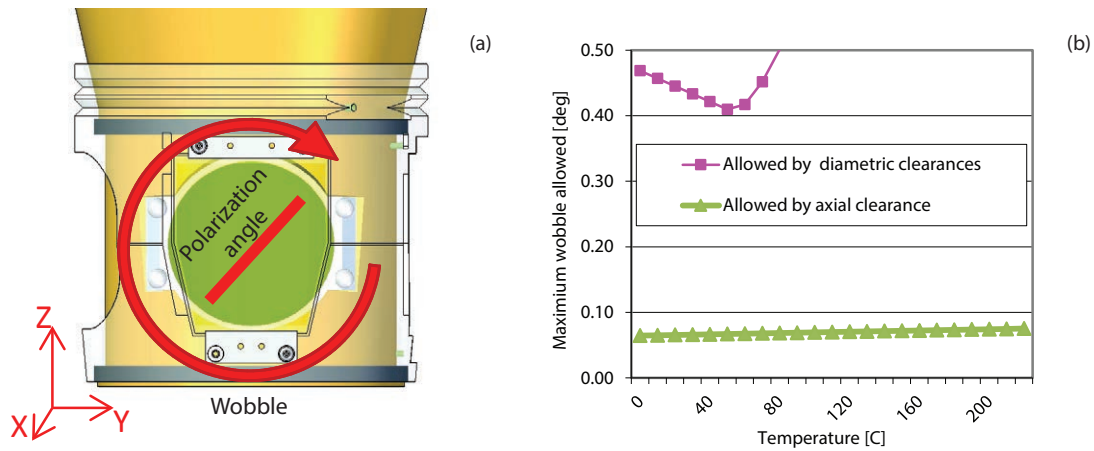 (a)
Polarization
angle
Z
X
Y
Wobble
(b)
Maximium wobble allowed [deg]
0.50
0.40
0.30
0.20
0.10
0.00
Allowed by diametric clearances
Allowed by axial clearance
0
40
80
120
160
200
Temperature [C]